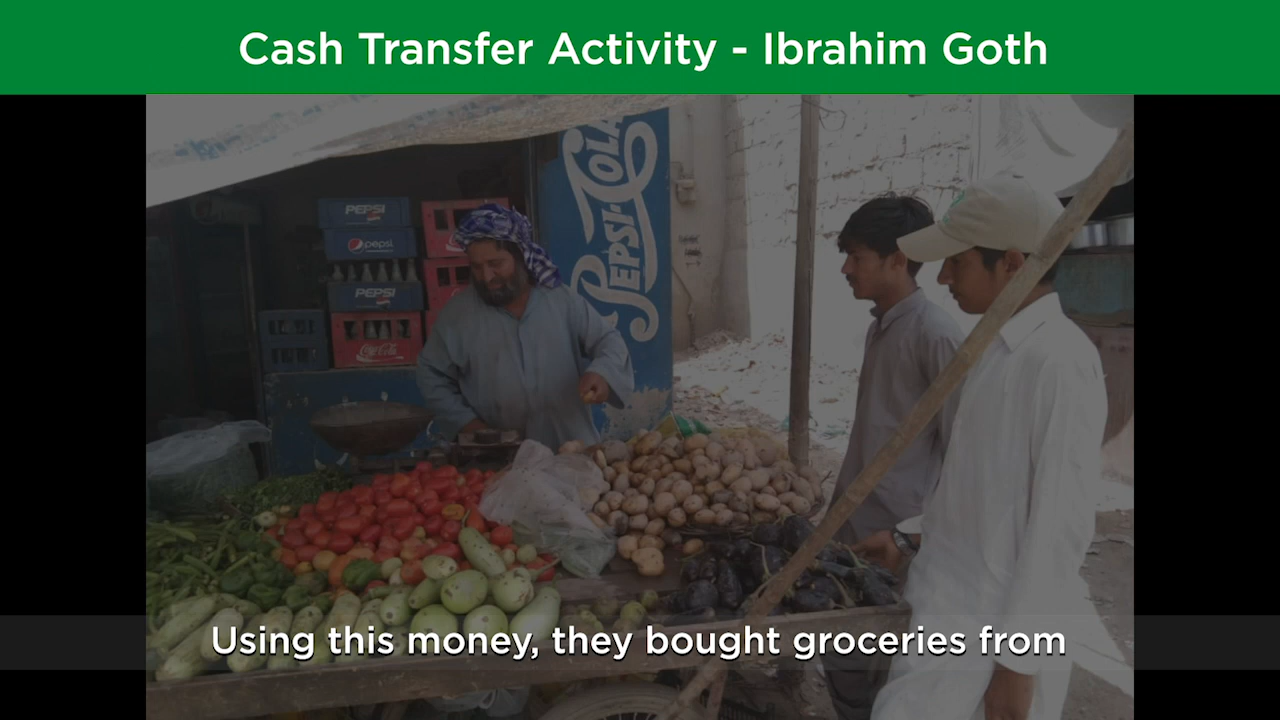 Cash Transfer Activity - Ibrahim Goth
PEPSI
pepsi
PEPSI
Coca-Cola
PEPSI-COLA
Using this money, they bought groceries from